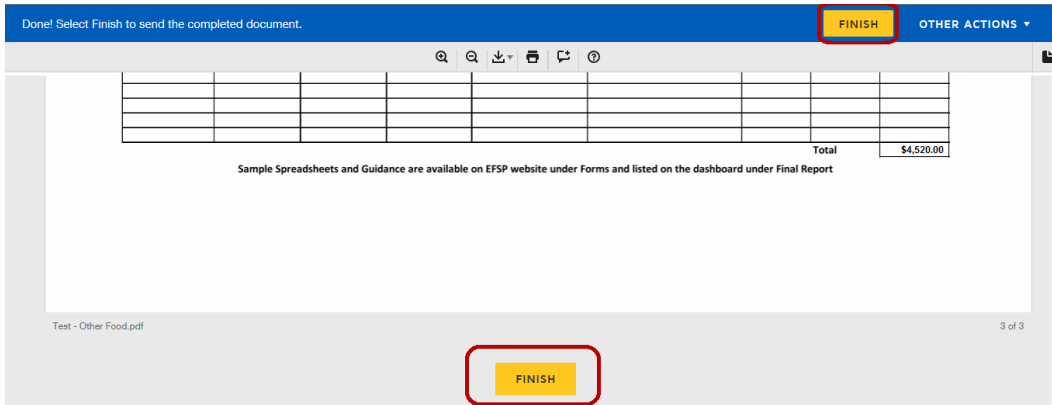 Done! Select Finish to send the completed document.
FINISH
OTHER ACTIONS
Total $4,520.00
Sample Spreadsheets and Guidance are available on EFSP website under Forms and listed on the dashboard under Final Report
Test - Other Food.pdf
3 of 3
FINISH